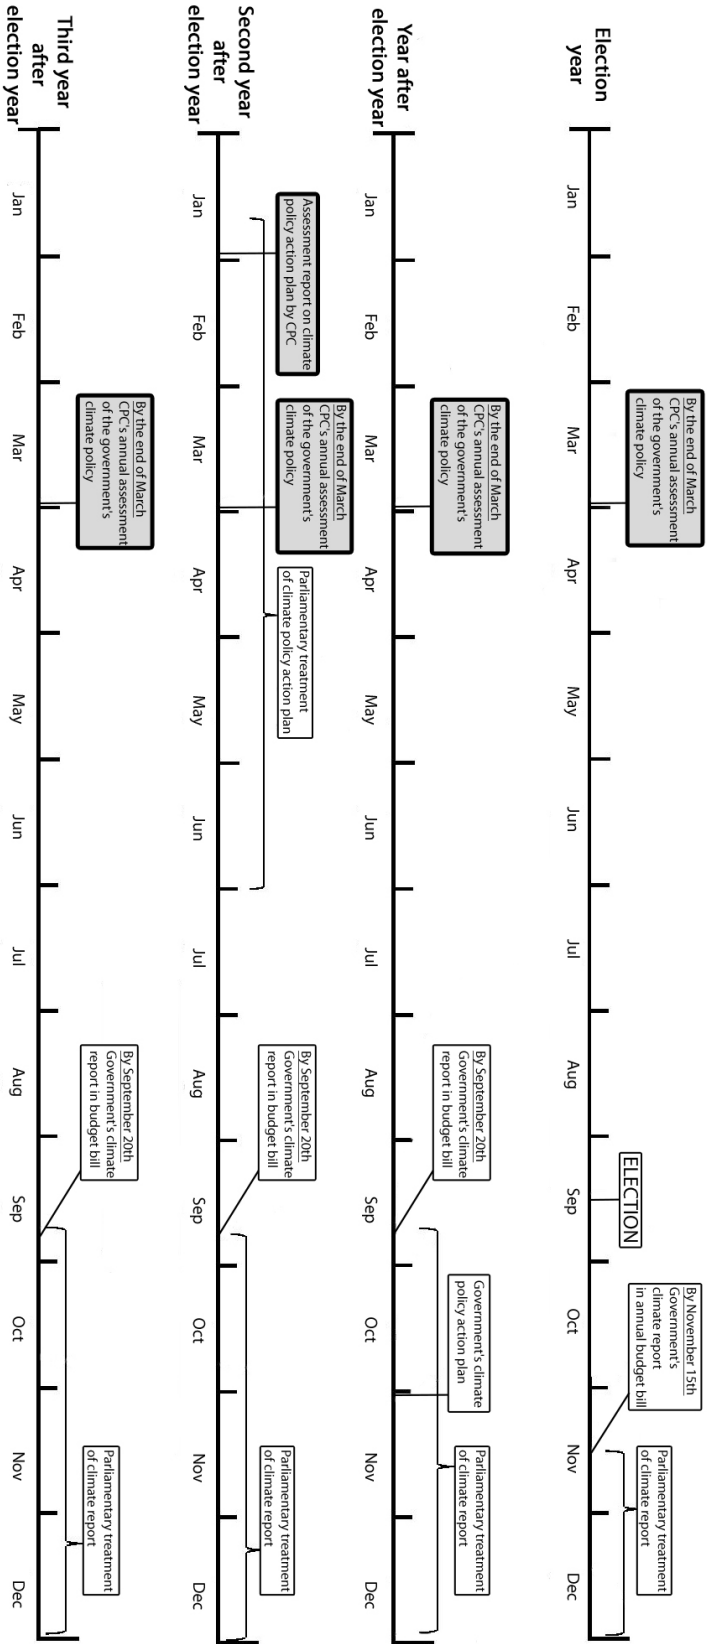 Election
year
Jan
Feb
Mar
Apr
May
Jun
Jul
Aug
Sep
Oct
Nov
Dec
By the end of March
CPC's annual assessment
of the government's
climate policy
ELECTION
By November 15th
Government's
climate report
in annual budget bill
Parliamentary treatment
of climate report
Year after
election year
Jan
Feb
Mar
Apr
May
Jun
Jul
Aug
Sep
Oct
Nov
Dec
By the end of March
CPC's annual assessment
of the government's
climate policy
By September 20th
Government's climate
report in budget bill
Government's climate
policy action plan
Parliamentary treatment
of climate report
Second year
after
election year
Jan
Feb
Mar
Apr
May
Jun
Jul
Aug
Sep
Oct
Nov
Dec
Assessment report on climate
policy action plan by CPC
By the end of March
CPC's annual assessment
of the government's
climate policy
Parliamentary treatment
of climate policy action plan
By September 20th
Government's climate
report in budget bill
Parliamentary treatment
of climate report
Third year
after
election year
Jan
Feb
Mar
Apr
May
Jun
Jul
Aug
Sep
Oct
Nov
Dec
By the end of March
CPC's annual assessment
of the government's
climate policy
By September 20th
Government's climate
report in budget bill
Parliamentary treatment
of climate report